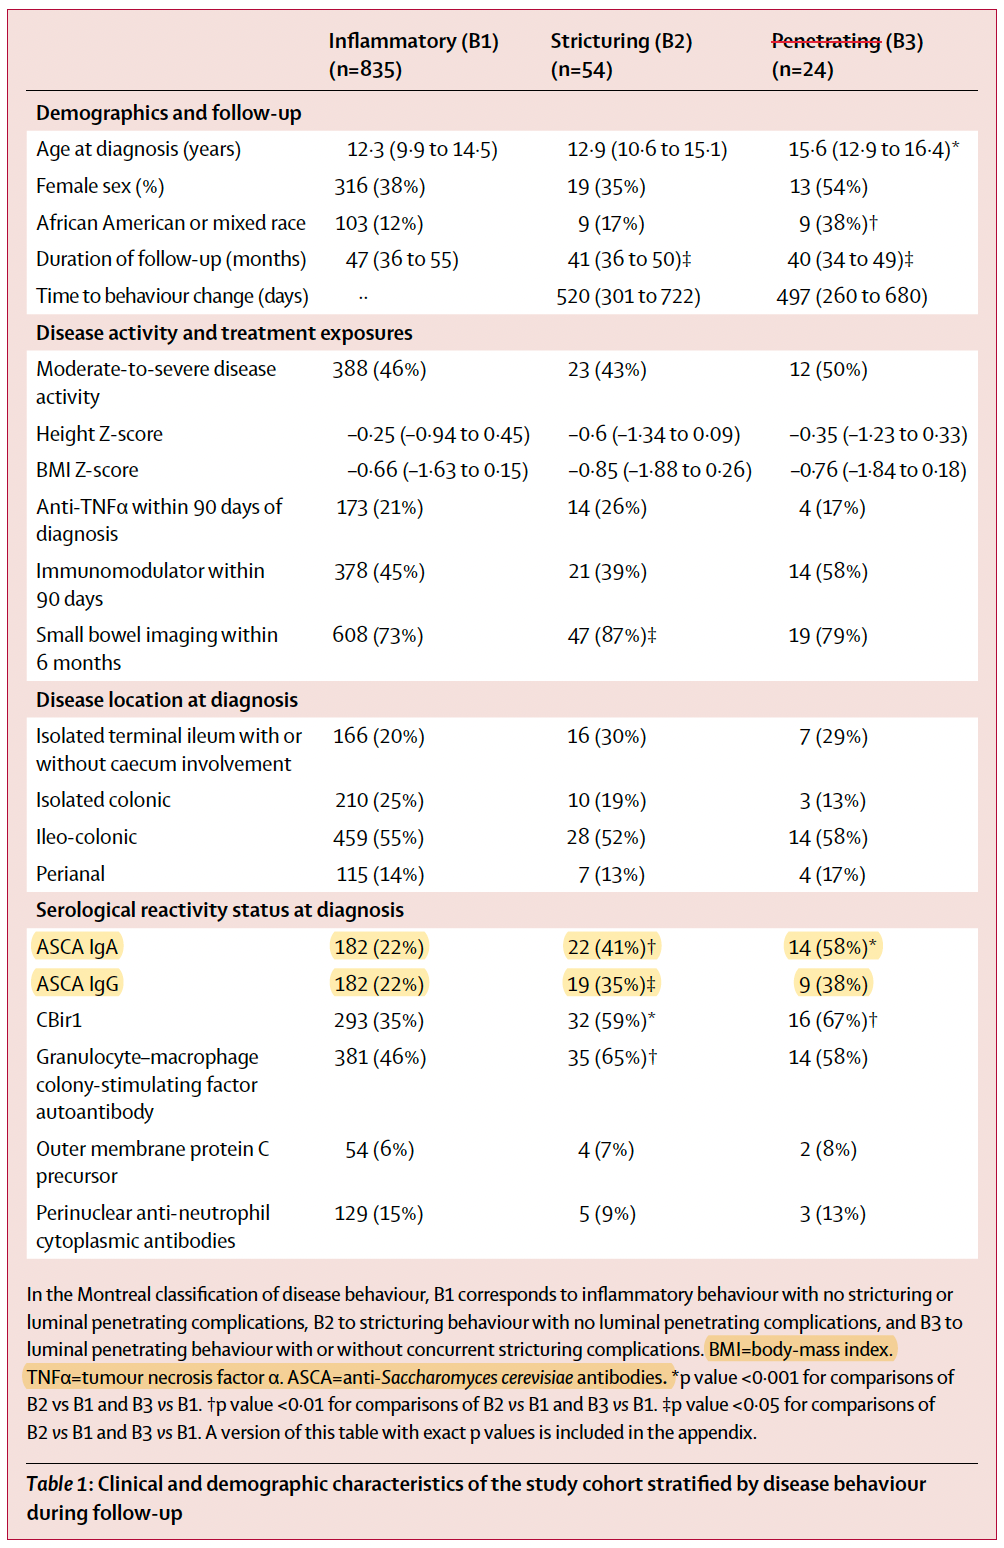 Inflammatory (B1) Stricturing (B2) Penetrating (B3)
(n=835) (n=54) (n=24)
Demographics and follow-up
Age at diagnosis (years) 12·3 (9·9 to 14·5) 12·9 (10·6 to 15·1) 15·6 (12·9 to 16·4)*
Female sex (%) 316 (38%) 19 (35%) 13 (54%)
African American or mixed race 103 (12%) 9 (17%) 9 (38%)†
Duration of follow-up (months) 47 (36 to 55) 41 (36 to 50)‡ 40 (34 to 49)‡
Time to behaviour change (days) ·· 520 (301 to 722) 497 (260 to 680)
Disease activity and treatment exposures
Moderate-to-severe disease 388 (46%) 23 (43%) 12 (50%)
activity
Height Z-score –0·25 (–0·94 to 0·45) –0·6 (–1·34 to 0·09) –0·35 (–1·23 to 0·33)
BMI Z-score –0·66 (–1·63 to 0·15) –0·85 (–1·88 to 0·26) –0·76 (–1·84 to 0·18)
Anti-TNFα within 90 days of 173 (21%) 14 (26%) 4 (17%)
diagnosis
Immunomodulator within 378 (45%) 21 (39%) 14 (58%)
90 days
Small bowel imaging within 608 (73%) 47 (87%)‡ 19 (79%)
6 months
Disease location at diagnosis
Isolated terminal ileum with or 166 (20%) 16 (30%) 7 (29%)
without caecum involvement
Isolated colonic 210 (25%) 10 (19%) 3 (13%)
Ileo-colonic 459 (55%) 28 (52%) 14 (58%)
Perianal 115 (14%) 7 (13%) 4 (17%)
Serological reactivity status at diagnosis
ASCA IgA 182 (22%) 22 (41%)† 14 (58%)*
ASCA IgG 182 (22%) 19 (35%)‡ 9 (38%)
CBir1 293 (35%) 32 (59%)* 16 (67%)†
Granulocyte–macrophage 381 (46%) 35 (65%)† 14 (58%)
colony-stimulating factor
autoantibody
Outer membrane protein C 54 (6%) 4 (7%) 2 (8%)
precursor
Perinuclear anti-neutrophil 129 (15%) 5 (9%) 3 (13%)
cytoplasmic antibodies
In the Montreal classification of disease behaviour, B1 corresponds to inflammatory behaviour with no stricturing or
luminal penetrating complications, B2 to stricturing behaviour with no luminal penetrating complications, and B3 to
luminal penetrating behaviour with or without concurrent stricturing complications. BMI=body-mass index.
TNFα=tumour necrosis factor α. ASCA=anti-Saccharomyces cerevisiae antibodies. *p value <0·001 for comparisons of
B2 vs B1 and B3 vs B1. †p value <0·01 for comparisons of B2 vs B1 and B3 vs B1. ‡p value <0·05 for comparisons of
B2 vs B1 and B3 vs B1. A version of this table with exact p values is included in the appendix.
Table 1: Clinical and demographic characteristics of the study cohort stratified by disease behaviour
during follow-up